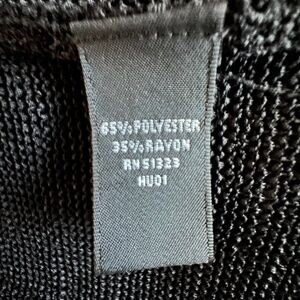 65% POLYESTER
35% RAYON
RN 51323
HU01